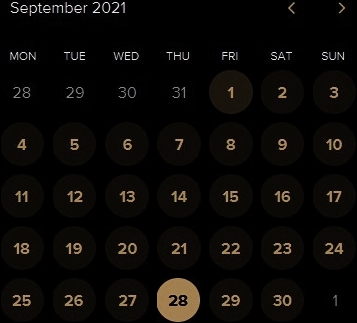 September 2021
MON TUE WED THU FRI SAT SUN
28 29 30 31 1 2 3
4 5 6 7 8 9 10
11 12 13 14 15 16 17
18 19 20 21 22 23 24
25 26 27 28 29 30 1